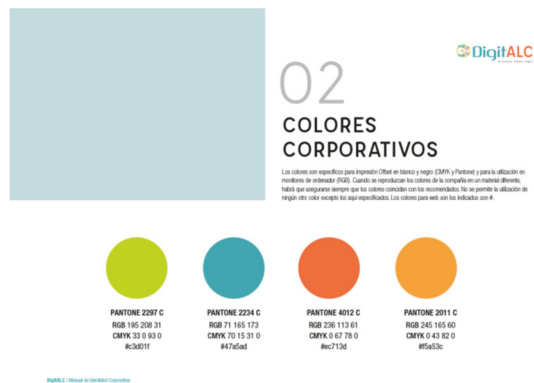 DigitALC
02
COLORES
CORPORATIVOS
Los colores son específicos para impresión Offset en blanco y negro (CMYK y Pantone) y para la utilización en
monitores de ordenador (RGB). Cuando se reproduzcan los colores de la compañía en un material diferente,
habrá que asegurarse siempre que los colores coincidan con los recomendados. No se permite la utilización de
ningún otro color excepto los aquí especificados. Los colores para web son los indicados con #.
PANTONE 2297 C
RGB 195 208 31
CMYK 33 0 93 0
#c3d01f
PANTONE 2234 C
RGB 71 165 173
CMYK 70 15 31 0
#47a5ad
PANTONE 4012 C
RGB 236 113 61
CMYK 0 67 78 0
#ec713d
PANTONE 2011 C
RGB 245 165 60
CMYK 0 43 82 0
#f5a53c
DigitALC | Manual de Identidad Corporativa